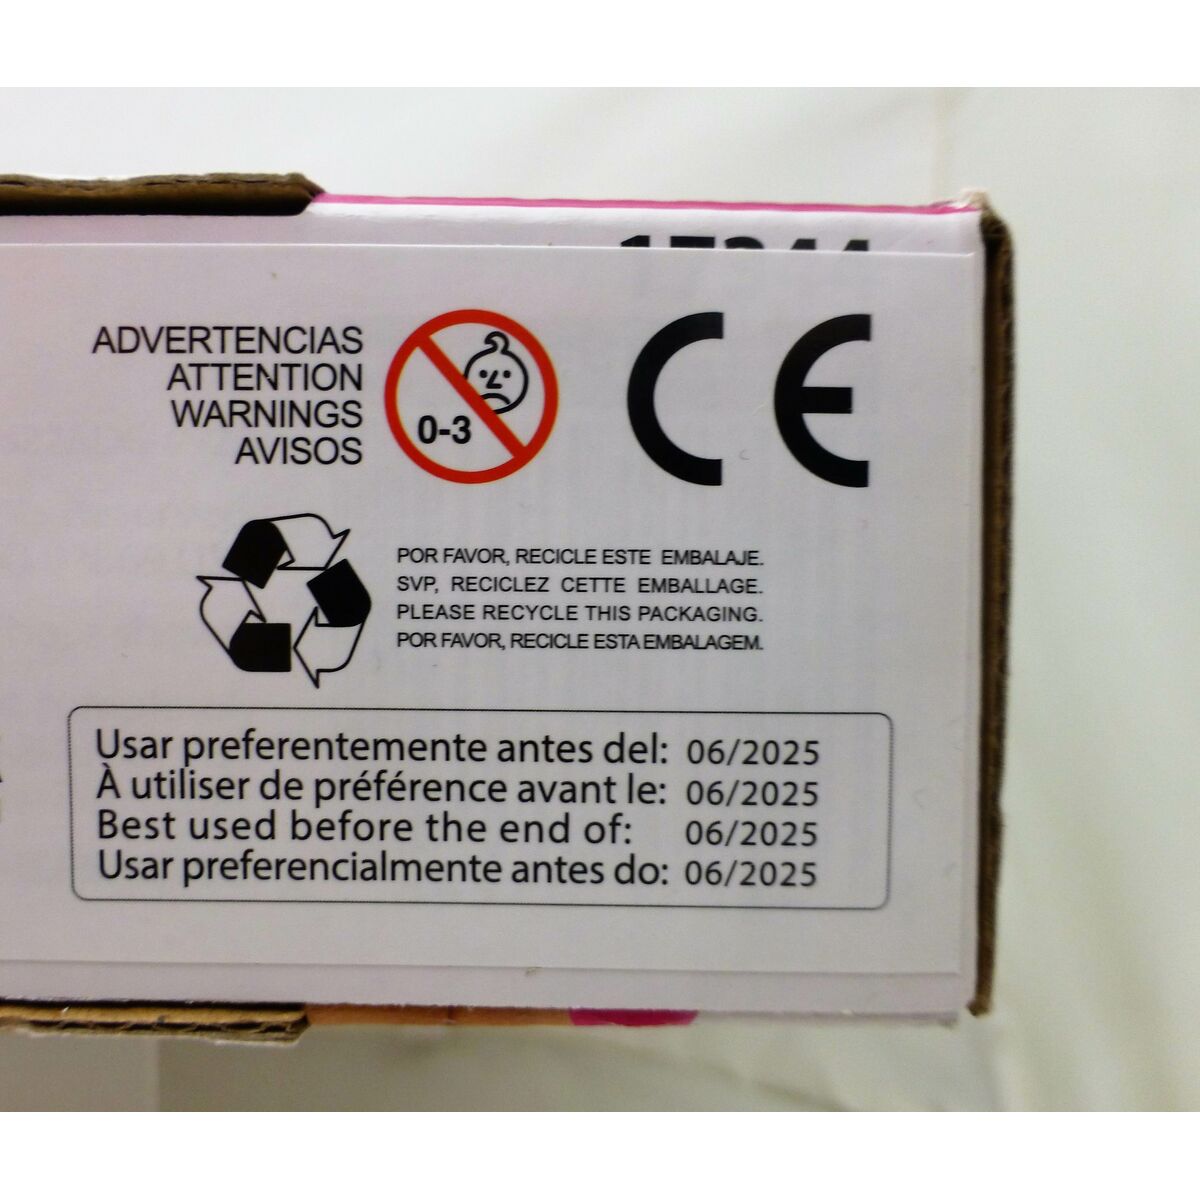 ADVERTENCIAS
ATTENTION
WARNINGS
AVISOS
0-3
CE
POR FAVOR, RECICLE ESTE EMBALAJE.
SVP, RECICLEZ CETTE EMBALLAGE.
PLEASE RECYCLE THIS PACKAGING.
POR FAVOR, RECICLE ESTA EMBALAGEM.
Usar preferentemente antes del: 06/2025
À utiliser de préférence avant le: 06/2025
Best used before the end of: 06/2025
Usar preferencialmente antes do: 06/2025